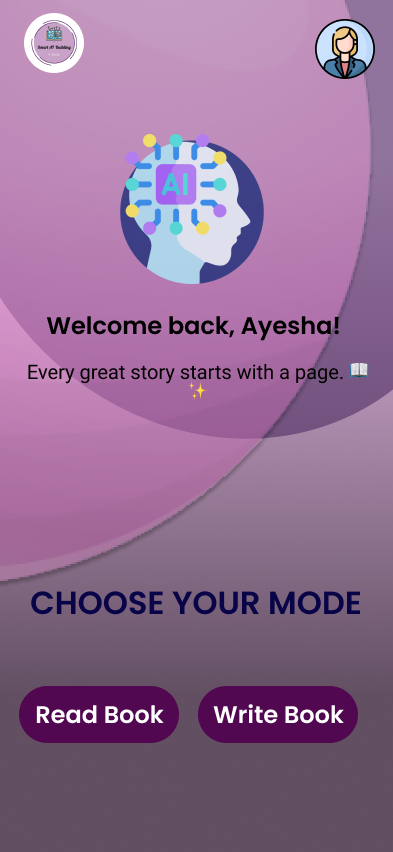 Smart AI Building
AI
Welcome back, Ayesha!
Every great story starts with a page. 📖
✨
CHOOSE YOUR MODE
Read Book
Write Book